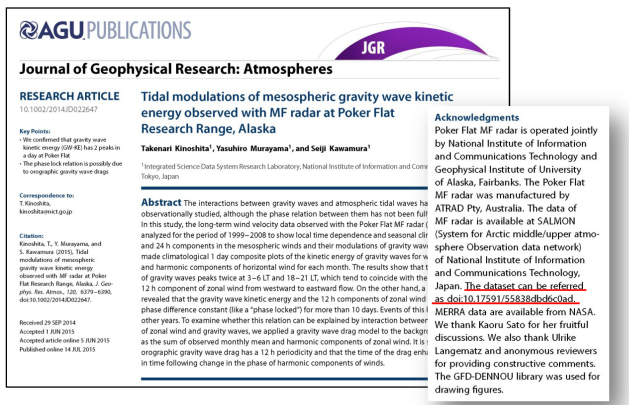 AGU PUBLICATIONS
JGR
Journal of Geophysical Research: Atmospheres
RESEARCH ARTICLE
10.1002/2014JD022647
Key Points:
• We confirmed that gravity wave
kinetic energy (GW-KE) has 2 peaks in
a day at Poker Flat
• The phase lock relation is possibly due
to orographic gravity wave drags
Correspondence to:
T. Kinoshita,
kinoshita@nict.go.jp
Citation:
Kinoshita, T., Y. Murayama, and
S. Kawamura (2015), Tidal
modulations of mesospheric
gravity wave kinetic energy
observed with MF radar at Poker
Flat Research Range, Alaska, J. Geo-
phys. Res. Atmos., 120, 6379–6390,
doi:10.1002/2014JD022647.
Received 29 SEP 2014
Accepted 1 JUN 2015
Accepted article online 5 JUN 2015
Published online 14 JUL 2015
Tidal modulations of mesospheric gravity wave kinetic
energy observed with MF radar at Poker Flat
Research Range, Alaska
Takenari Kinoshita1, Yasuhiro Murayama1, and Seiji Kawamura1
1Integrated Science Data System Research Laboratory, National Institute of Information and Comm
Tokyo, Japan
Abstract The interactions between gravity waves and atmospheric tidal waves ha
observationally studied, although the phase relation between them has not been full
In this study, the long-term wind velocity data observed with the Poker Flat MF radar (
analyzed for the period of 1999–2008 to show local time dependence and seasonal clin
and 24 h components in the mesospheric winds and their modulations of gravity wave
made climatological 1 day composite plots of the kinetic energy of gravity waves for w
and harmonic components of horizontal wind for each month. The results show that t
of gravity waves peaks twice at 3–6 LT and 18–21 LT, which tend to coincide with the
12 h component of zonal wind from westward to eastward flow. On the other hand, a
revealed that the gravity wave kinetic energy and the 12 h components of zonal wind
phase difference constant (like a "phase locked") for more than 10 days. Events of this k
other years. To examine whether this relation can be explained by interaction between
of zonal wind and gravity waves, we applied a gravity wave drag model to the backgro
as the sum of observed monthly mean and harmonic components of zonal wind. It is s
orographic gravity wave drag has a 12 h periodicity and that the time of the drag enha
in time following change in the phase of harmonic components of winds.
Acknowledgments
Poker Flat MF radar is operated jointly
by National Institute of Information
and Communications Technology and
Geophysical Institute of University
of Alaska, Fairbanks. The Poker Flat
MF radar was manufactured by
ATRAD Pty, Australia. The data of
MF radar is available at SALMON
(System for Arctic middle/upper atmo-
sphere Observation data network)
of National Institute of Information
and Communications Technology,
Japan. The dataset can be referred
as doi:10.17591/55838dbd6c0ad.
MERRA data are available from NASA.
We thank Kaoru Sato for her fruitful
discussions. We also thank Ulrike
Langematz and anonymous reviewers
for providing constructive comments.
The GFD-DENNOU library was used for
drawing figures.